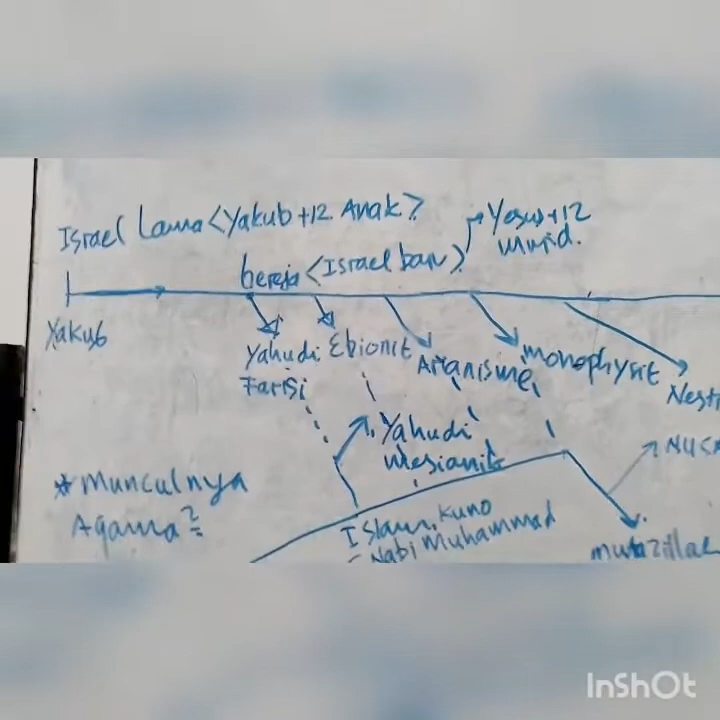 Israel Lama <Yakub + 12 Anak>
Yesus + 12
Murid.
Gereja <Israel baru>
Yakub
Yahudi
Farisi
Ebionit
Arianisme
monophysit
Nest
Yahudi
mesianik
* Munculnya
Agama²=
Islam. Kuno
= Nabi Muhammad
mutazillah
InShOt